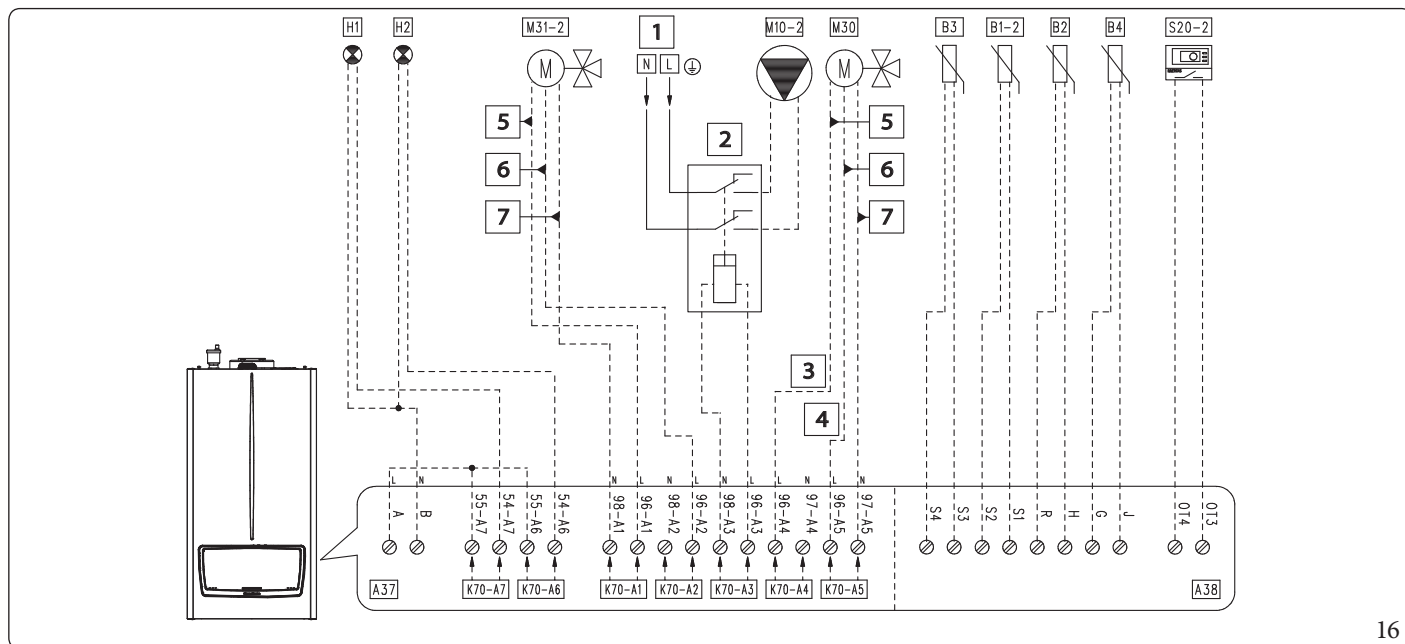 H1 H2 M31-2 1 M10-2 M30 B3 B1-2 B2 B4 S20-2
N L
M M
5 2 5
6 6
7 7
3
4
L N N L N L N L L N L N
A B 55-A7 54-A7 55-A6 54-A6 98-A1 96-A1 98-A2 96-A2 98-A3 96-A3 96-A4 97-A4 96-A5 97-A5 S4 S3 S2 S1 R H G J OT4 OT3
A37 K70-A7 K70-A6 K70-A1 K70-A2 K70-A3 K70-A4 K70-A5 A38
16